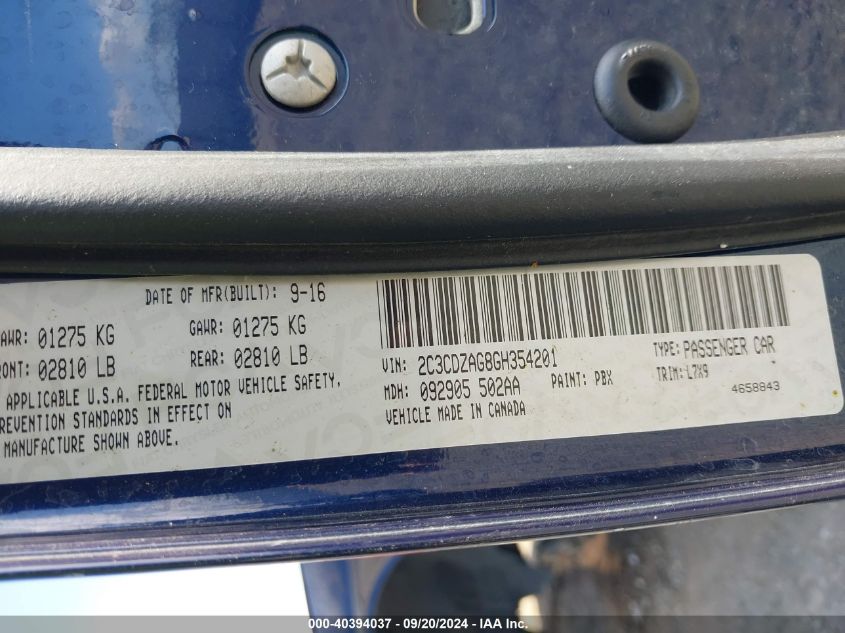 DATE OF MFR(BUILT): 9-16
GAWR: 01275 KG GAWR: 01275 KG
FRONT: 02810 LB REAR: 02810 LB
APPLICABLE U.S.A. FEDERAL MOTOR VEHICLE SAFETY,
PREVENTION STANDARDS IN EFFECT ON
MANUFACTURE SHOWN ABOVE.
VIN: 2C3CDZAG8GH354201 TYPE: PASSENGER CAR
MDH: 092905 502AA PAINT: PBX TRIM: L7X9
VEHICLE MADE IN CANADA 4658843
000-40394037 - 09/20/2024 - IAA Inc.